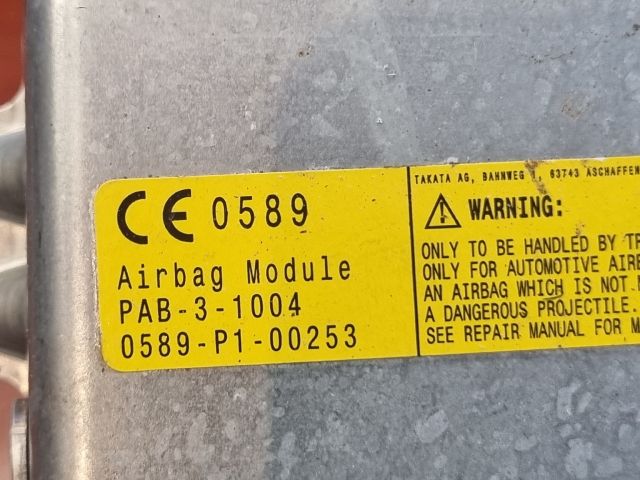 CE 0589
Airbag Module
PAB-3-1004
0589-P1-00253
TAKATA AG, BAHNWEG 1, 63743
WARNING:
ONLY TO BE HANDLED BY
ONLY FOR AUTOMOTIVE
AN AIRBAG WHICH IS NOT
A DANGEROUS PROJECTILE.
SEE REPAIR MANUAL FOR